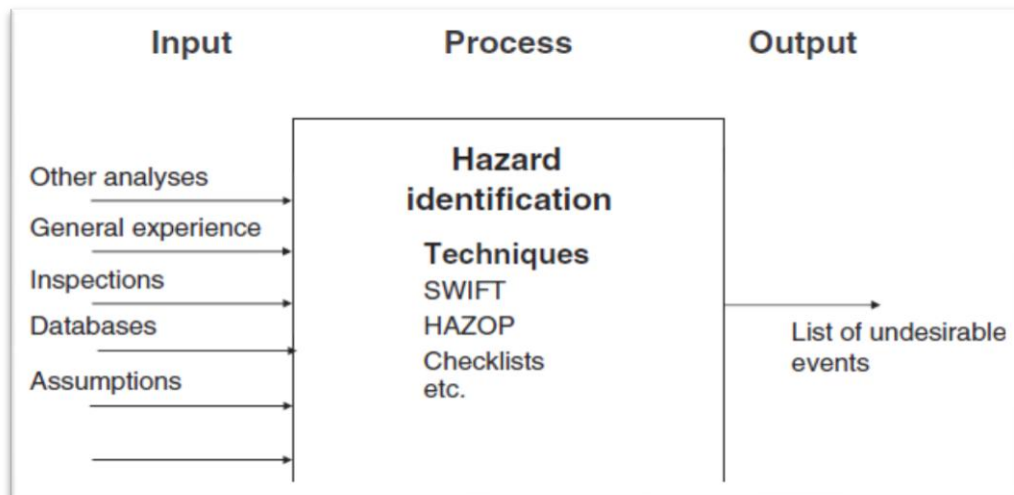 Input
Process
Output
Other analyses
General experience
Inspections
Databases
Assumptions
Hazard
identification
Techniques
SWIFT
HAZOP
Checklists
etc.
List of undesirable
events